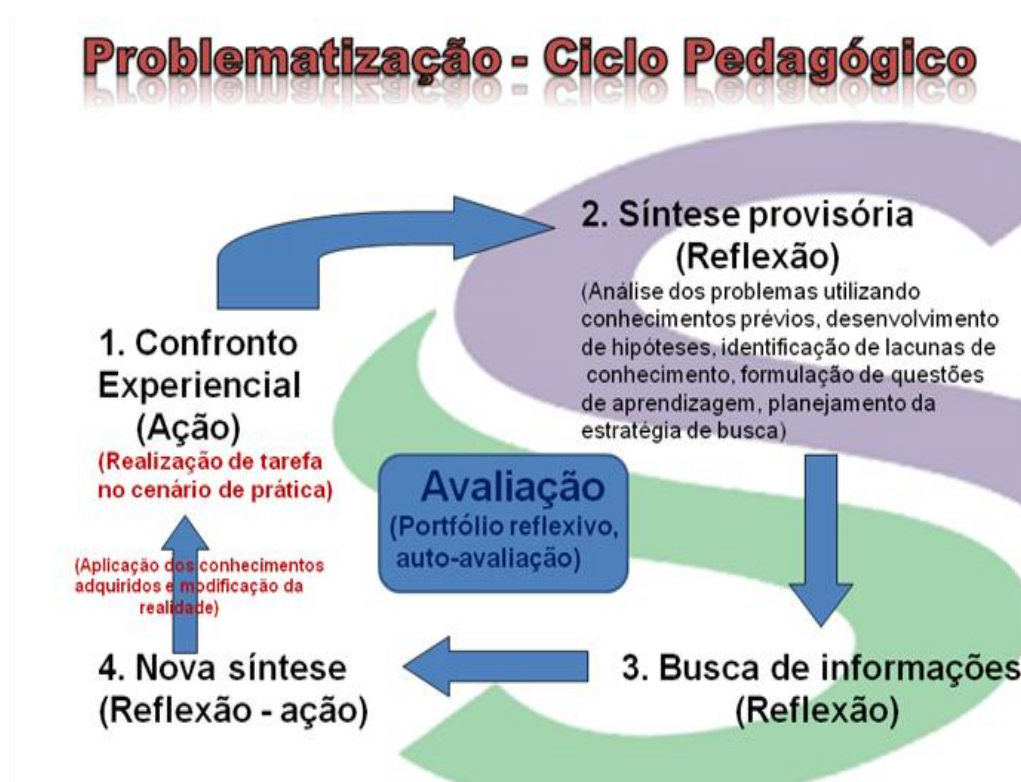 Problematização - Ciclo Pedagógico
2. Síntese provisória
(Reflexão)
(Análise dos problemas utilizando
conhecimentos prévios, desenvolvimento
de hipóteses, identificação de lacunas de
conhecimento, formulação de questões
de aprendizagem, planejamento da
estratégia de busca)
1. Confronto
Experiencial
(Ação)
(Realização de tarefa
no cenário de prática)
Avaliação
(Portfólio reflexivo,
auto-avaliação)
(Aplicação dos conhecimentos
adquiridos e modificação da
realidade)
4. Nova síntese
(Reflexão - ação)
3. Busca de informações
(Reflexão)